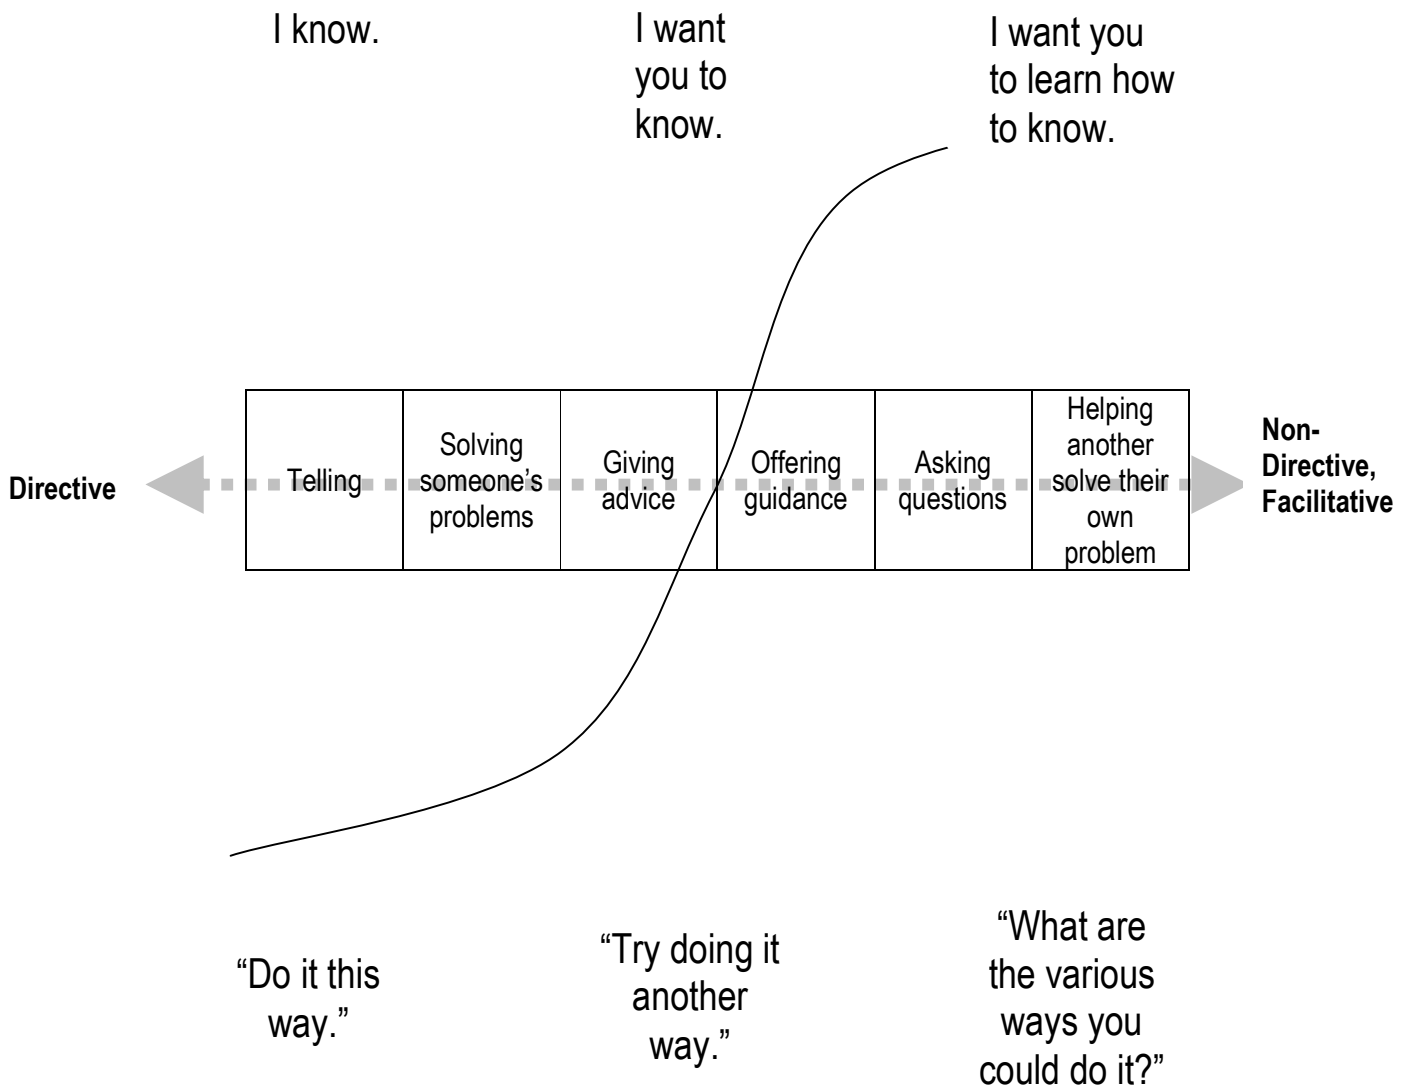 I know.
I want
you to
know.
I want you
to learn how
to know.
Directive
Telling
Solving
someone’s
problems
Giving
advice
Offering
guidance
Asking
questions
Helping
another
solve their
own
problem
Non-
Directive,
Facilitative
“Do it this
way.”
“Try doing it
another
way.”
“What are
the various
ways you
could do it?”